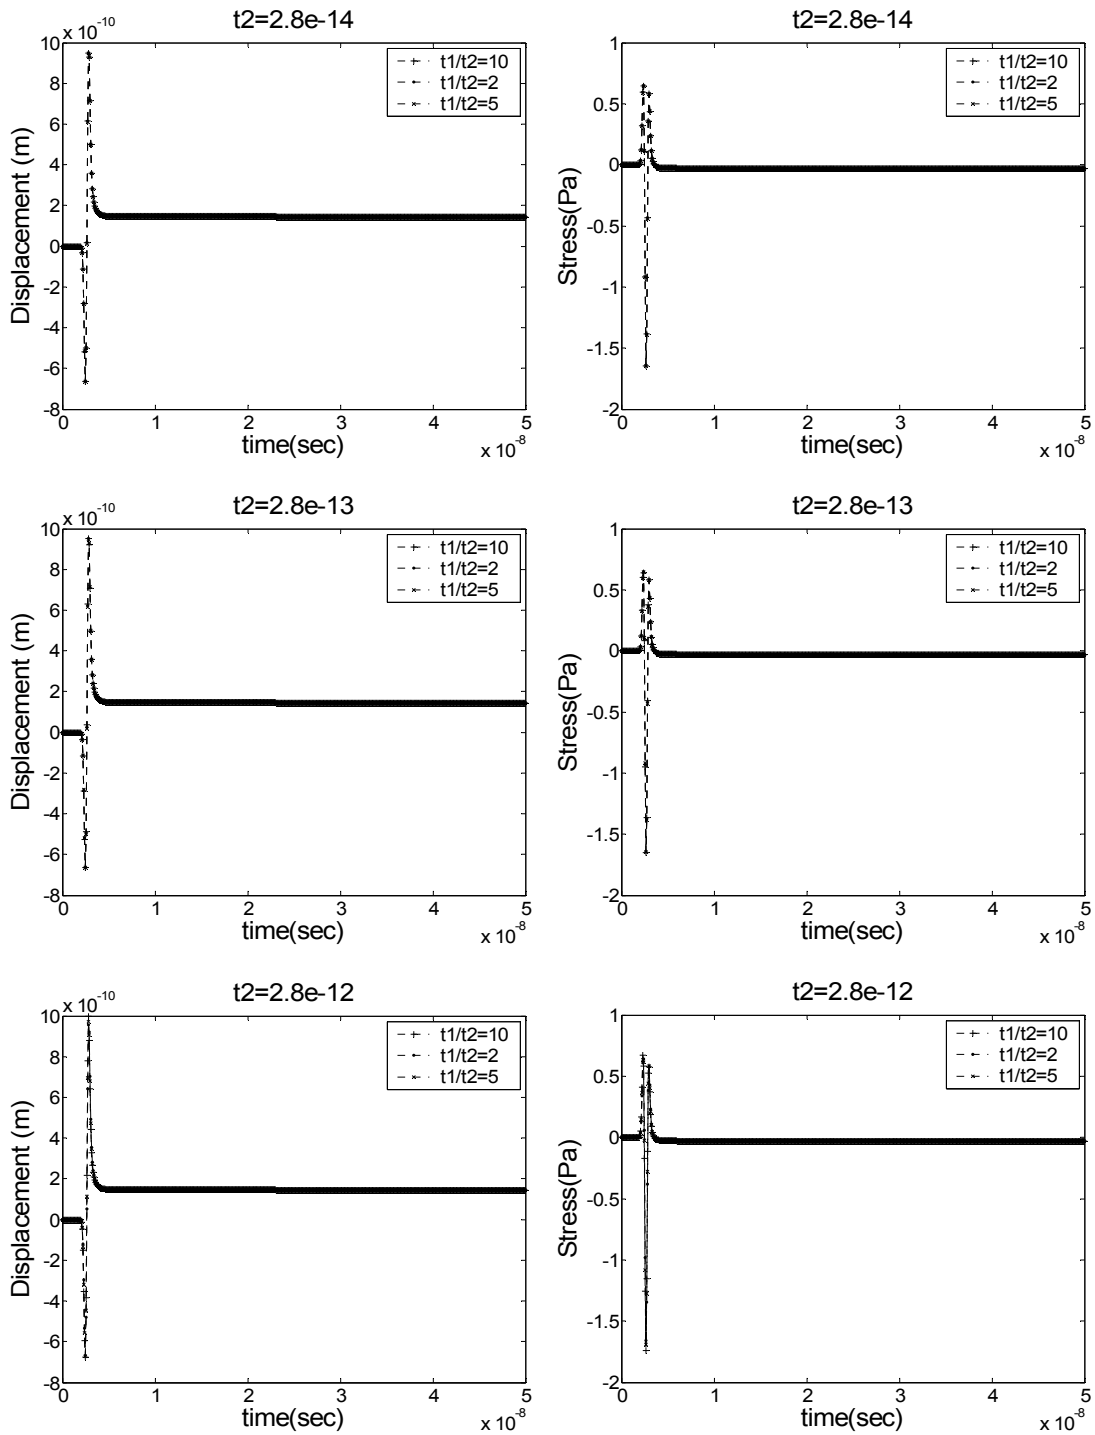 t2=2.8e-14
x 10^-10
10
8
6
4
2
0
-2
-4
-6
-8
Displacement (m)
t1/t2=10
t1/t2=2
t1/t2=5
0 1 2 3 4 5
time(sec)
x 10^-8
t2=2.8e-14
1
0.5
0
-0.5
-1
-1.5
-2
Stress(Pa)
t1/t2=10
t1/t2=2
t1/t2=5
0 1 2 3 4 5
time(sec)
x 10^-8
t2=2.8e-13
x 10^-10
10
8
6
4
2
0
-2
-4
-6
-8
Displacement (m)
t1/t2=10
t1/t2=2
t1/t2=5
0 1 2 3 4 5
time(sec)
x 10^-8
t2=2.8e-13
1
0.5
0
-0.5
-1
-1.5
-2
Stress(Pa)
t1/t2=10
t1/t2=2
t1/t2=5
0 1 2 3 4 5
time(sec)
x 10^-8
t2=2.8e-12
x 10^-10
10
8
6
4
2
0
-2
-4
-6
-8
Displacement (m)
t1/t2=10
t1/t2=2
t1/t2=5
0 1 2 3 4 5
time(sec)
x 10^-8
t2=2.8e-12
1
0.5
0
-0.5
-1
-1.5
-2
Stress(Pa)
t1/t2=10
t1/t2=2
t1/t2=5
0 1 2 3 4 5
time(sec)
x 10^-8